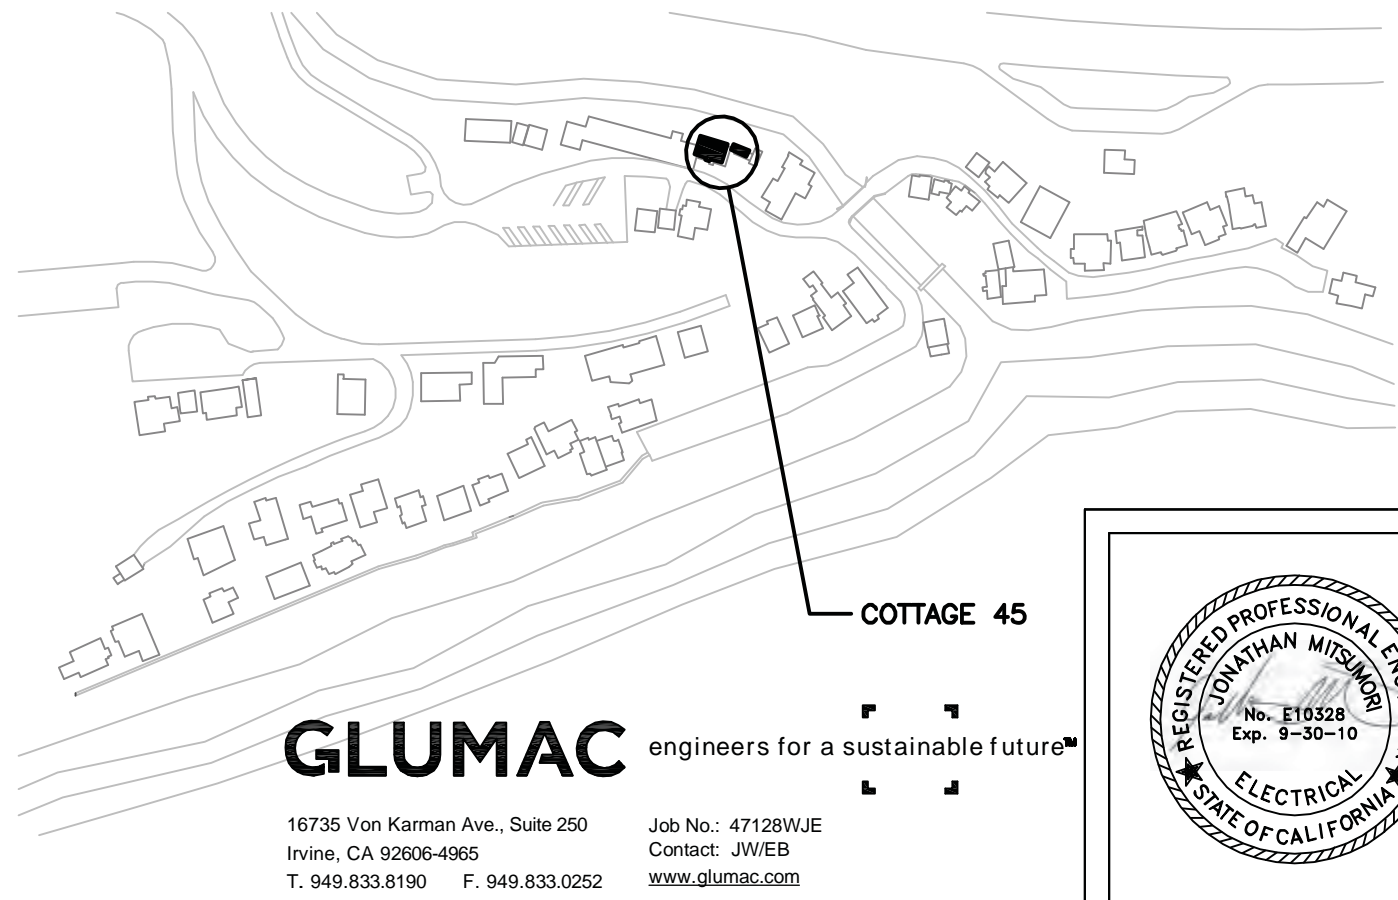 COTTAGE 45
GLUMAC
engineers for a sustainable future™
16735 Von Karman Ave., Suite 250
Irvine, CA 92606-4965
T. 949.833.8190 F. 949.833.0252
Job No.: 47128WJE
Contact: JW/EB
www.glumac.com
REGISTERED PROFESSIONAL
JONATHAN MITSUMORI
No. E10328
Exp. 9-30-10
ELECTRICAL
STATE OF CALIFORNIA